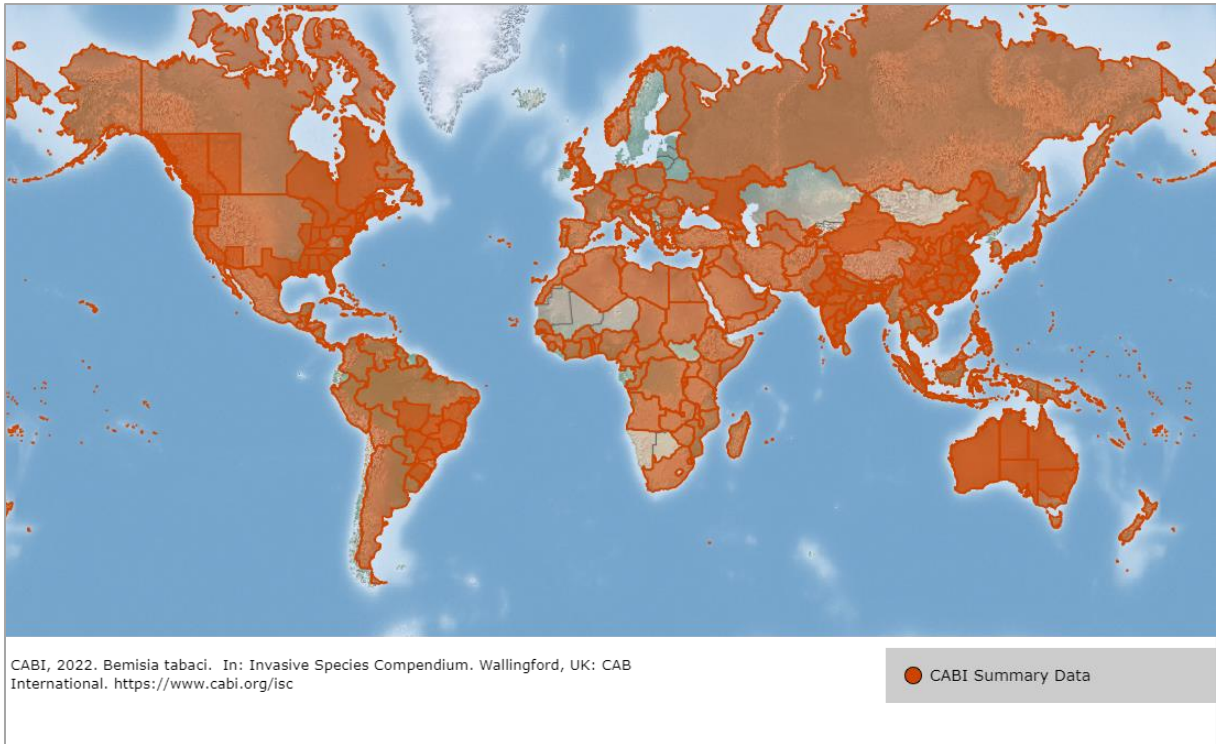 CABI, 2022. Bemisia tabaci.  In: Invasive Species Compendium. Wallingford, UK: CAB
International. https://www.cabi.org/isc
CABI Summary Data